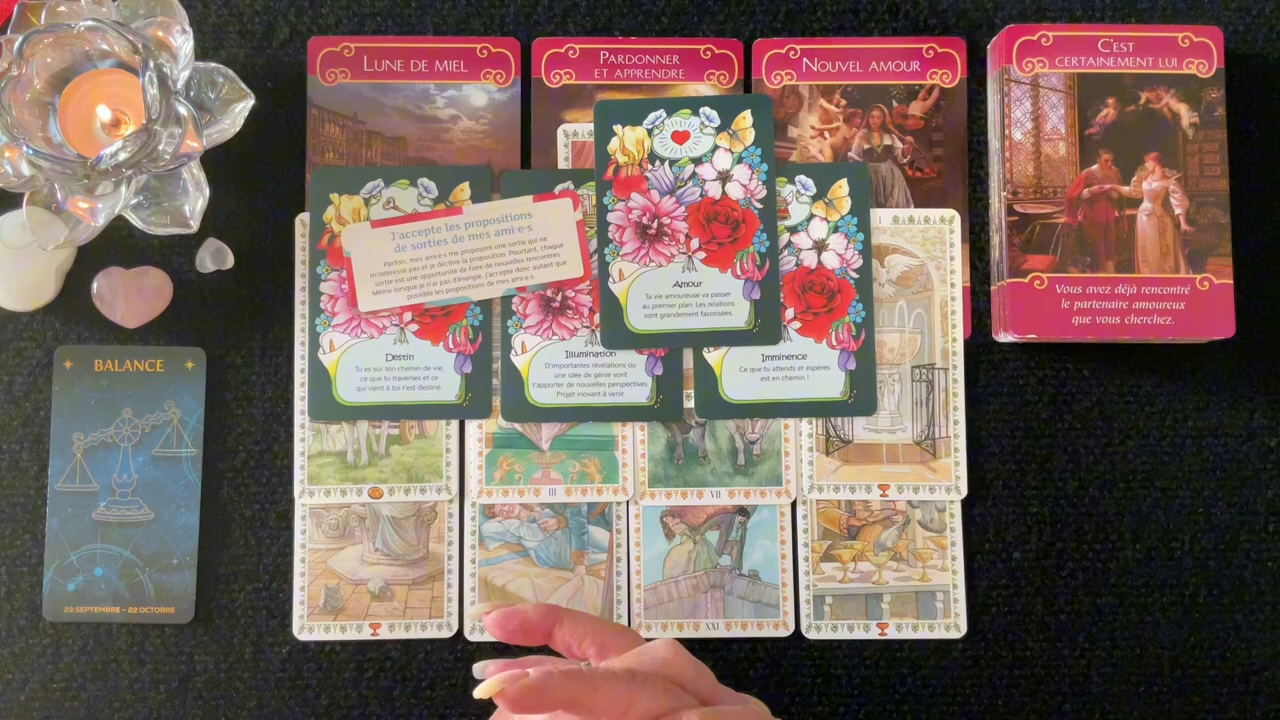 LUNE DE MIEL
PARDONNER
ET APPRENDRE
NOUVEL AMOUR
C'EST
CERTAINEMENT LUI
Vous avez déjà rencontré
le partenaire amoureux
que vous cherchez.
J'accepte les propositions
de sorties de mes ami·e·s
Parfois, mes ami·e·s me proposent une sortie qui ne
m'intéresse pas et je décline la proposition. Pourtant, chaque
sortie est une opportunité de faire de nouvelles rencontres.
Même lorsque je n'ai pas d'énergie, j'accepte donc autant que
possible les propositions de mes ami·e·s.
Amour
Ta vie amoureuse va passer
au premier plan. Les relations
sont grandement favorisées.
Destin
Tu es sur ton chemin de vie,
ce que tu traverses et ce
qui vient à toi t'est destiné.
Illumination
D'importantes révélations ou
une idée de génie vont
t'apporter de nouvelles perspectives.
Projet inovant à venir.
Imminence
Ce que tu attends et espères
est en chemin !
BALANCE
23 SEPTEMBRE - 22 OCTOBRE
I
III
VII
XXI